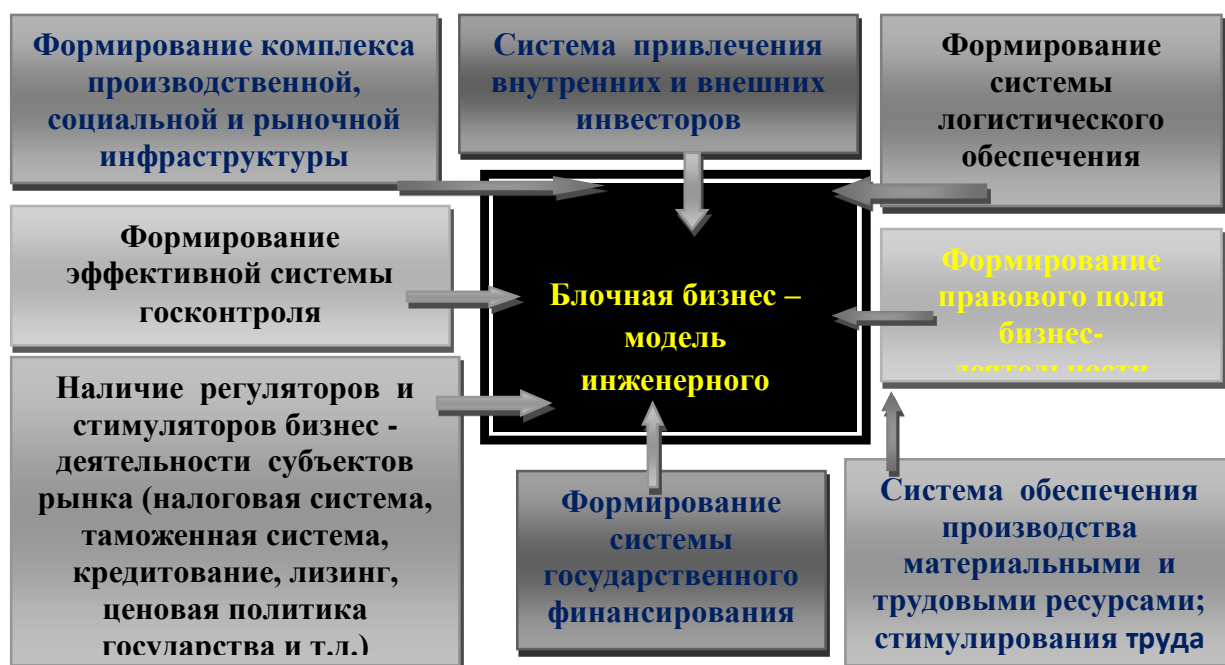 Формирование комплекса
производственной,
социальной и рыночной
инфраструктуры
Система привлечения
внутренних и внешних
инвесторов
Формирование
системы
логистического
обеспечения
Формирование
эффективной системы
госконтроля
Блочная бизнес –
модель
инженерного
Формирование
правового поля
бизнес-
деятельности
Наличие регуляторов и
стимуляторов бизнес -
деятельности субъектов
рынка (налоговая система,
таможенная система,
кредитование, лизинг,
ценовая политика
государства и т.д.)
Формирование
системы
государственного
финансирования
Система обеспечения
производства
материальными и
трудовыми ресурсами;
стимулирования труда